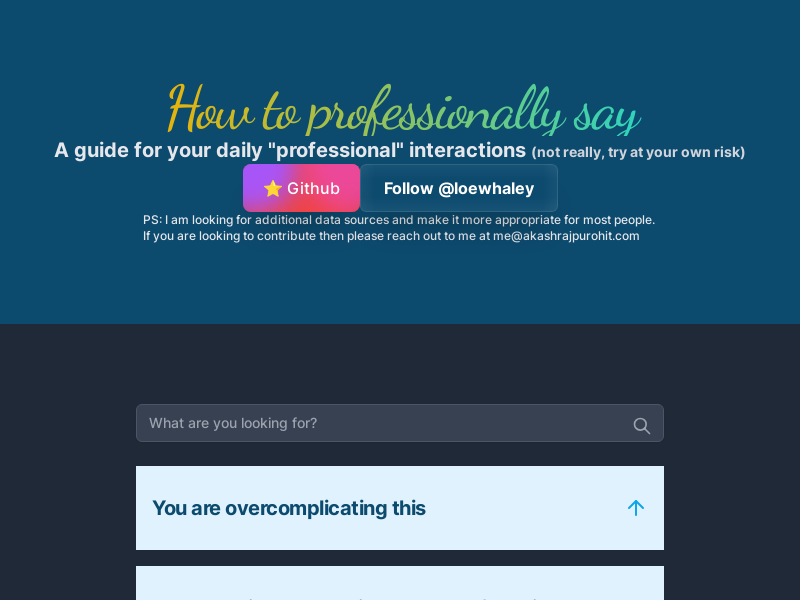 How to professionally say
A guide for your daily "professional" interactions (not really, try at your own risk)
⭐ Github
Follow @loewhaley
PS: I am looking for additional data sources and make it more appropriate for most people.
If you are looking to contribute then please reach out to me at me@akashrajpurohit.com
What are you looking for?
You are overcomplicating this